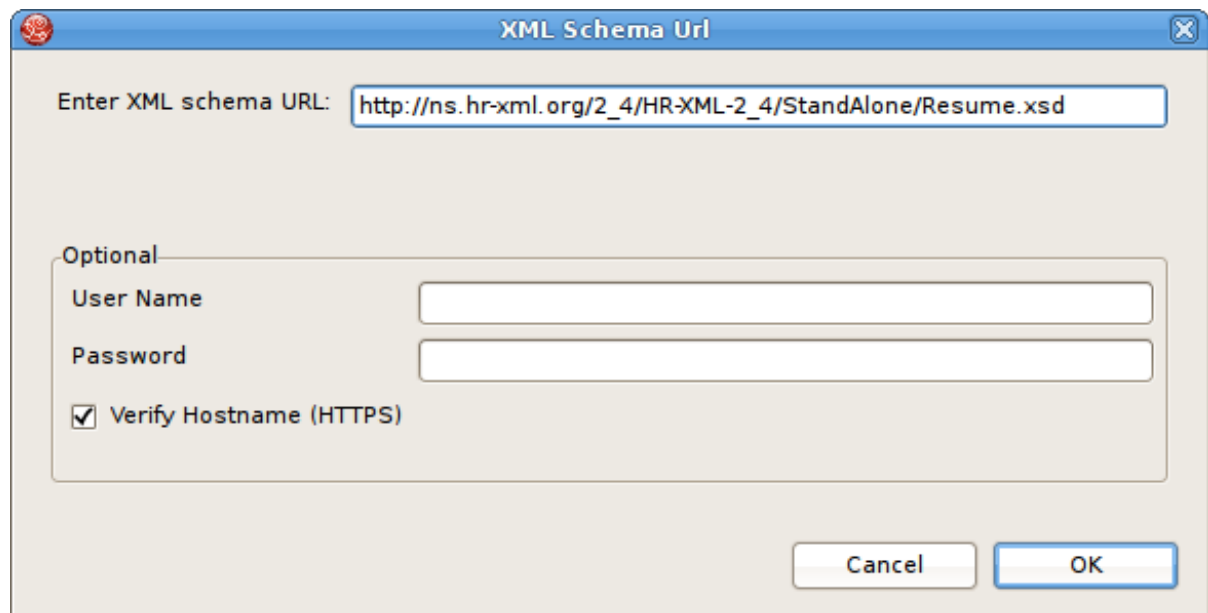 XML Schema Url
Enter XML schema URL: http://ns.hr-xml.org/2_4/HR-XML-2_4/StandAlone/Resume.xsd
Optional
User Name
Password
Verify Hostname (HTTPS)
Cancel OK